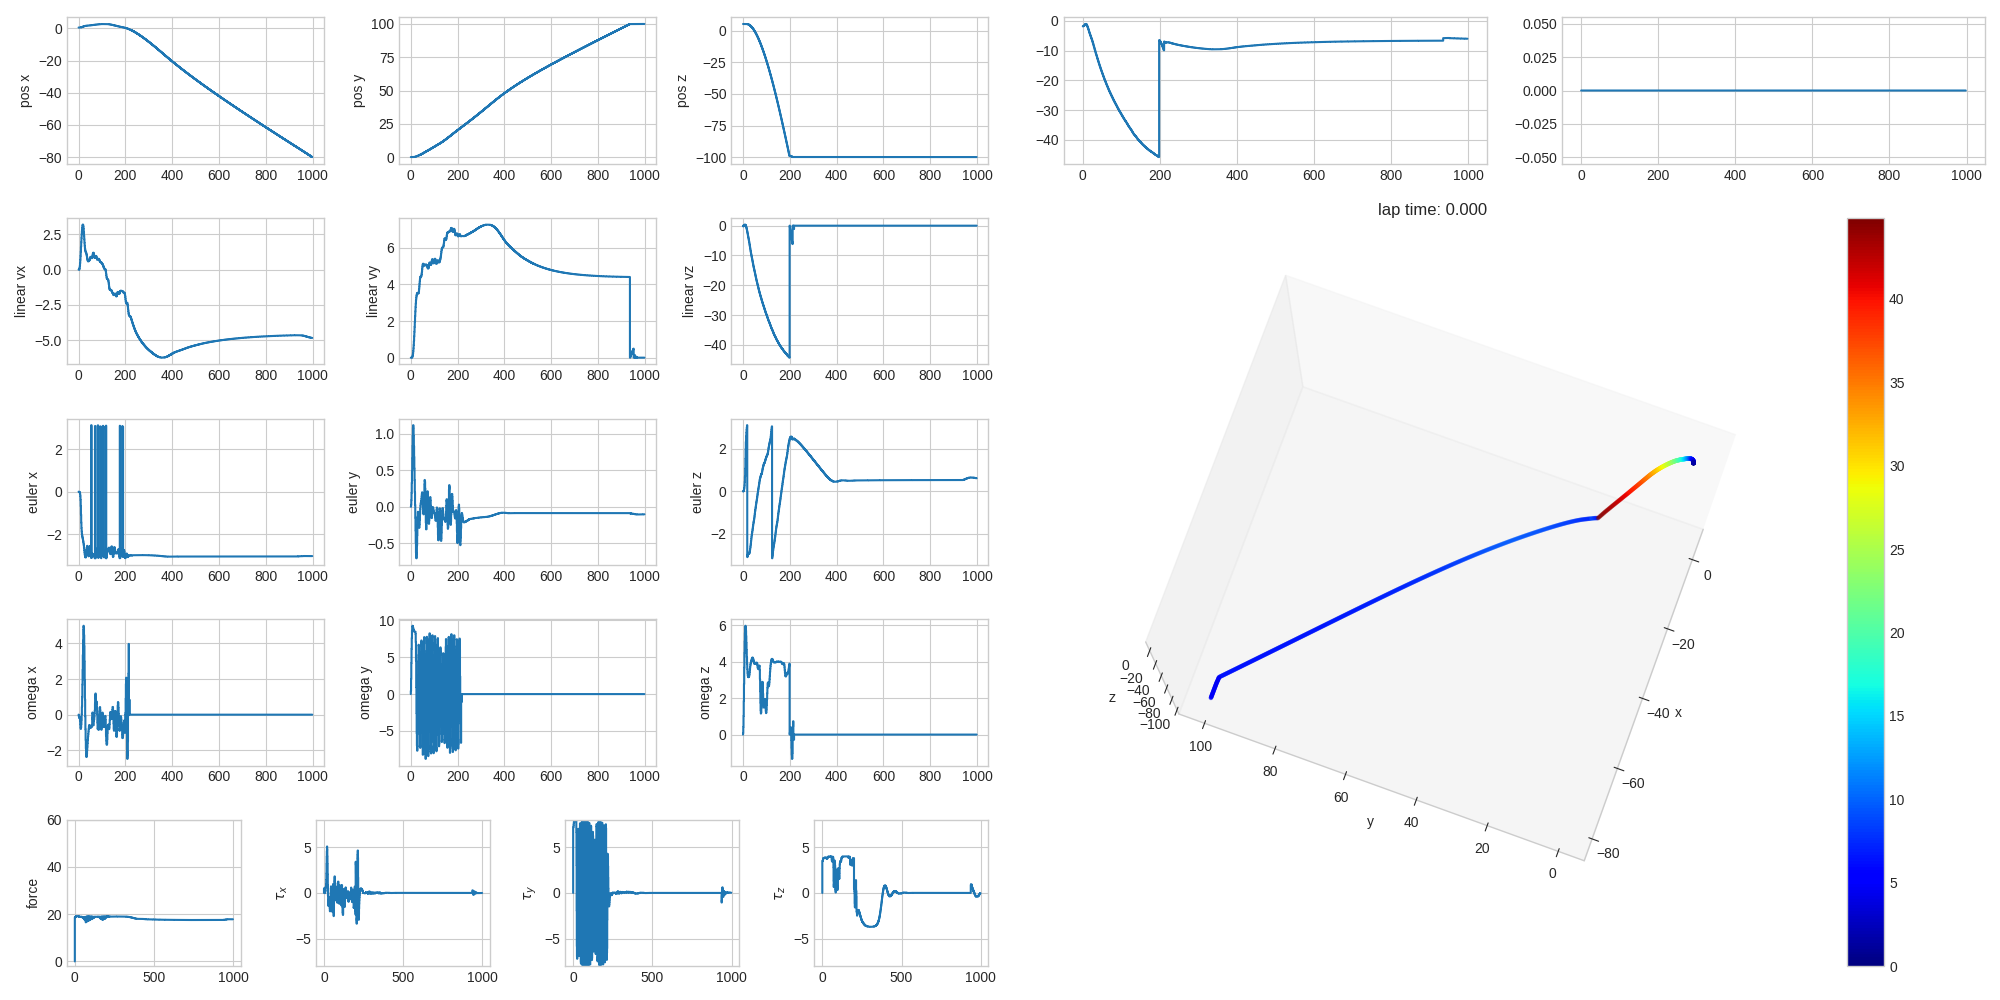 pos x
0
−20
−40
−60
−80
0 200 400 600 800 1000
pos y
100
75
50
25
0
0 200 400 600 800 1000
pos z
0
−25
−50
−75
−100
0 200 400 600 800 1000
0
−10
−20
−30
−40
0 200 400 600 800 1000
0.050
0.025
0.000
−0.025
−0.050
0 200 400 600 800 1000
linear vx
2.5
0.0
−2.5
−5.0
0 200 400 600 800 1000
linear vy
6
4
2
0
0 200 400 600 800 1000
linear vz
0
−10
−20
−30
−40
0 200 400 600 800 1000
euler x
2
0
−2
0 200 400 600 800 1000
euler y
1.0
0.5
0.0
−0.5
0 200 400 600 800 1000
euler z
2
0
−2
0 200 400 600 800 1000
omega x
4
2
0
−2
0 200 400 600 800 1000
omega y
10
5
0
−5
0 200 400 600 800 1000
omega z
6
4
2
0
0 200 400 600 800 1000
force
60
40
20
0
0 500 1000
τx
5
0
−5
0 500 1000
τy
5
0
−5
0 500 1000
τz
5
0
−5
0 500 1000
lap time: 0.000
z
0
−20
−40
−60
−80
−100
y
100
80
60
40
20
0
x
0
−20
−40
−60
−80
40
35
30
25
20
15
10
5
0